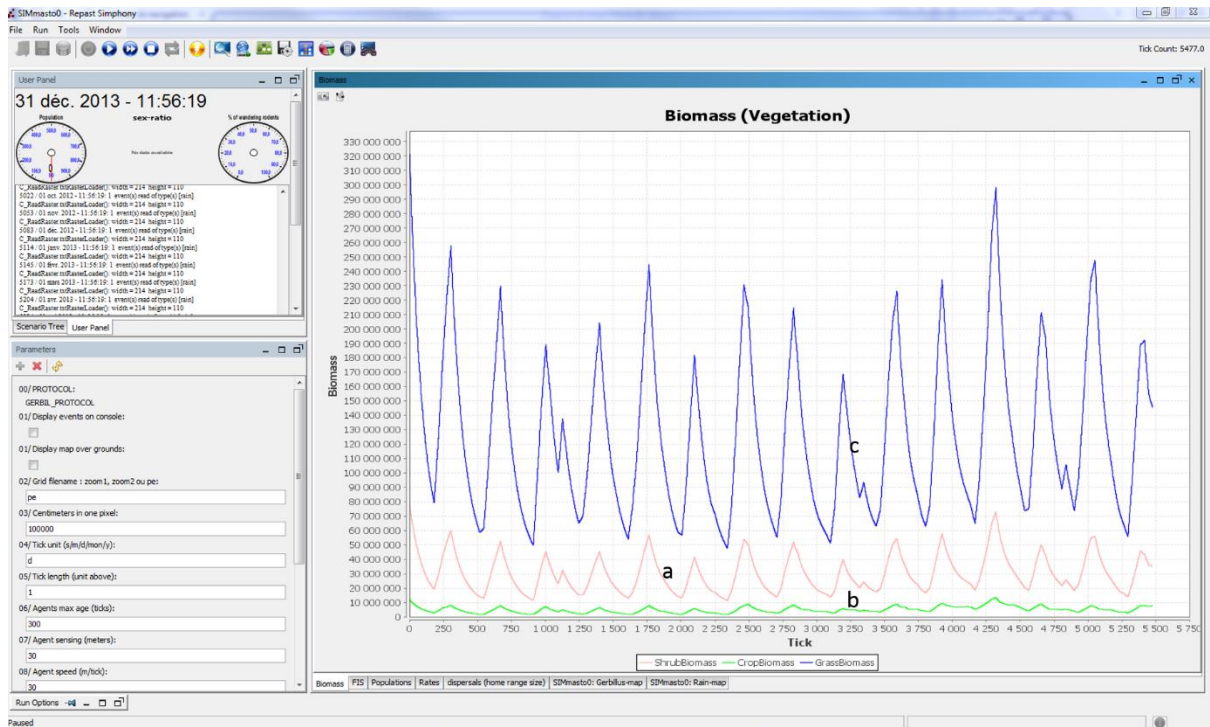 SIMmasto0 - Repast Simphony
File Run Tools Window
Tick Count: 5477.0
User Panel
31 déc. 2013 - 11:56:19
Population
sex-ratio
% of wandering rodents
No data available
C_ReadRaster.txtRasterLoader(): width = 214 height = 110
5022 / 01 oct. 2012 - 11:56:19: 1 event(s) read of type(s) [rain]
C_ReadRaster.txtRasterLoader(): width = 214 height = 110
5053 / 01 nov. 2012 - 11:56:19: 1 event(s) read of type(s) [rain]
C_ReadRaster.txtRasterLoader(): width = 214 height = 110
5083 / 01 déc. 2012 - 11:56:19: 1 event(s) read of type(s) [rain]
C_ReadRaster.txtRasterLoader(): width = 214 height = 110
5114 / 01 janv. 2013 - 11:56:19: 1 event(s) read of type(s) [rain]
C_ReadRaster.txtRasterLoader(): width = 214 height = 110
5145 / 01 févr. 2013 - 11:56:19: 1 event(s) read of type(s) [rain]
C_ReadRaster.txtRasterLoader(): width = 214 height = 110
5173 / 01 mars 2013 - 11:56:19: 1 event(s) read of type(s) [rain]
C_ReadRaster.txtRasterLoader(): width = 214 height = 110
5204 / 01 avr. 2013 - 11:56:19: 1 event(s) read of type(s) [rain]
C_ReadRaster.txtRasterLoader(): width = 214 height = 110
Scenario Tree User Panel
Parameters
00/ PROTOCOL:
GERBIL_PROTOCOL
01/ Display events on console:
01/ Display map over grounds:
02/ Grid filename : zoom1, zoom2 ou pe:
pe
03/ Centimeters in one pixel:
100000
04/ Tick unit (s/m/d/mon/y):
d
05/ Tick length (unit above):
1
06/ Agents max age (ticks):
300
07/ Agent sensing (meters):
30
08/ Agent speed (m/tick):
30
Run Options
Paused
Biomass
Biomass (Vegetation)
Biomass
330 000 000
320 000 000
310 000 000
300 000 000
290 000 000
280 000 000
270 000 000
260 000 000
250 000 000
240 000 000
230 000 000
220 000 000
210 000 000
200 000 000
190 000 000
180 000 000
170 000 000
160 000 000
150 000 000
140 000 000
130 000 000
120 000 000
110 000 000
100 000 000
90 000 000
80 000 000
70 000 000
60 000 000
50 000 000
40 000 000
30 000 000
20 000 000
10 000 000
0
c
a
b
0 250 500 750 1 000 1 250 1 500 1 750 2 000 2 250 2 500 2 750 3 000 3 250 3 500 3 750 4 000 4 250 4 500 4 750 5 000 5 250 5 500 5 750
Tick
ShrubBiomass CropBiomass GrassBiomass
Biomass FIS Populations Rates dispersals (home range size) SIMmasto0: Gerbillus-map SIMmasto0: Rain-map